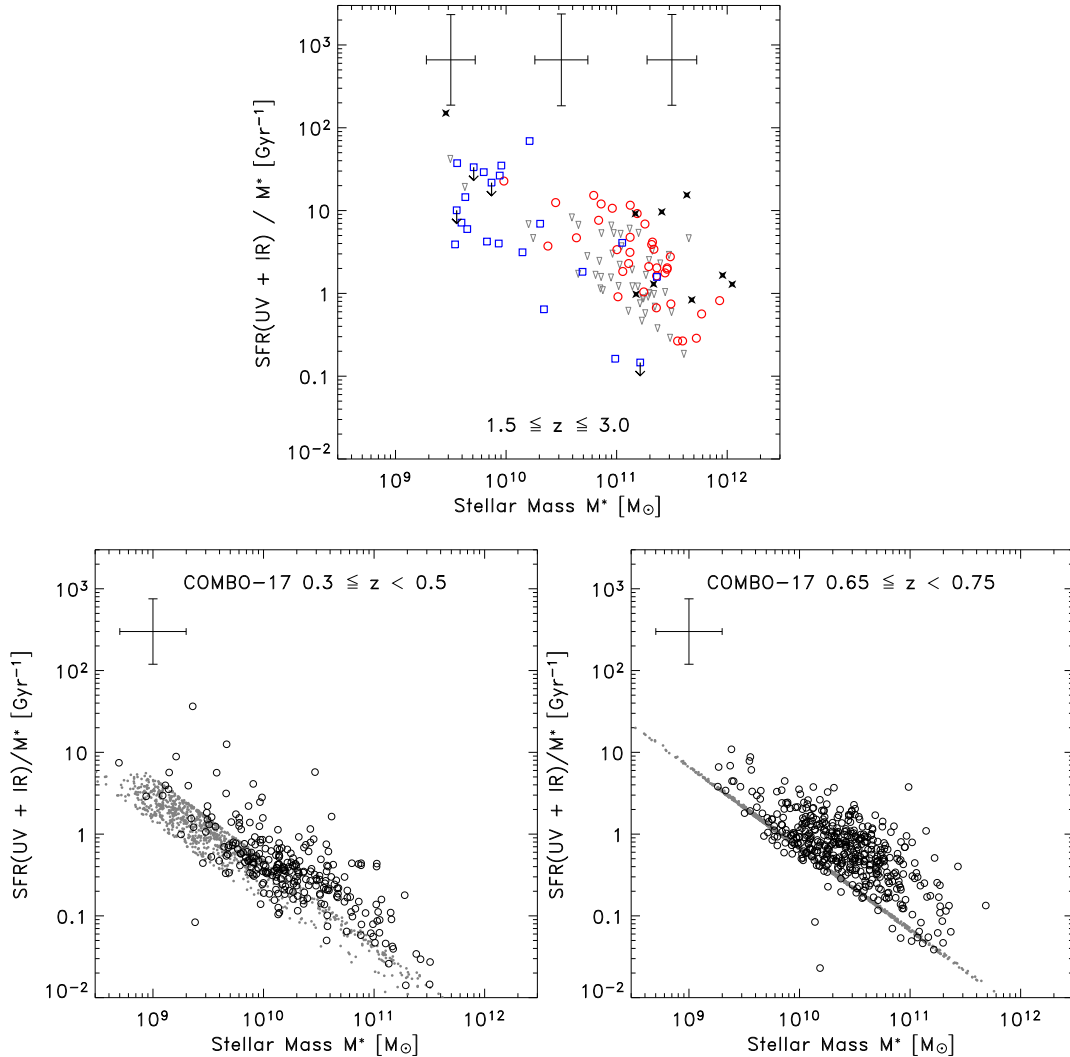 SFR(UV + IR) / M* [Gyr⁻¹]
10³
10²
10
1
0.1
10⁻²
1.5 ≦ z ≦ 3.0
10⁹ 10¹⁰ 10¹¹ 10¹²
Stellar Mass M* [M⊙]
SFR(UV + IR)/M* [Gyr⁻¹]
10³
10²
10
1
0.1
10⁻²
COMBO-17 0.3 ≦ z < 0.5
10⁹ 10¹⁰ 10¹¹ 10¹²
Stellar Mass M* [M⊙]
SFR(UV + IR)/M* [Gyr⁻¹]
10³
10²
10
1
0.1
10⁻²
COMBO-17 0.65 ≦ z < 0.75
10⁹ 10¹⁰ 10¹¹ 10¹²
Stellar Mass M* [M⊙]